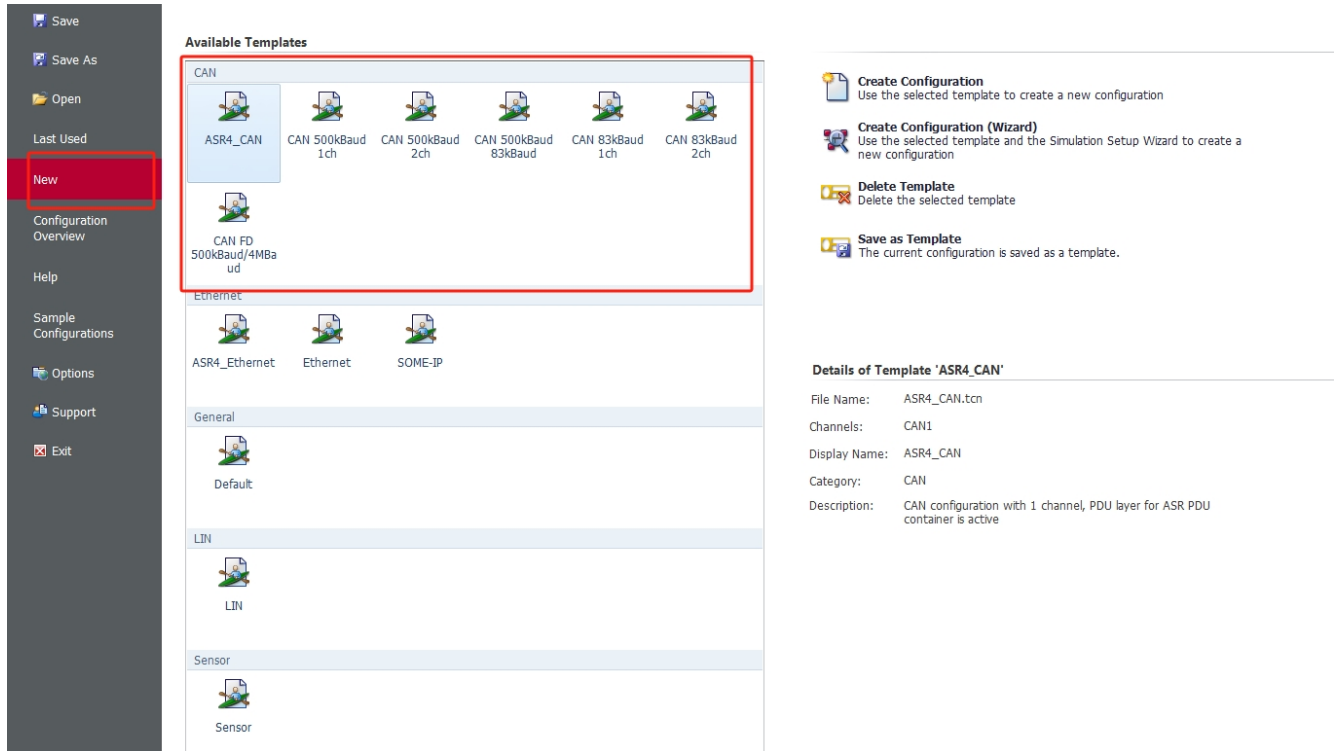 Save
Save As
Open
Last Used
New
Configuration
Overview
Help
Sample
Configurations
Options
Support
Exit
Available Templates
CAN
ASR4_CAN
CAN 500kBaud
1ch
CAN 500kBaud
2ch
CAN 500kBaud
83kBaud
CAN 83kBaud
1ch
CAN 83kBaud
2ch
CAN FD
500kBaud/4MBa
ud
Ethernet
ASR4_Ethernet
Ethernet
SOME-IP
General
Default
LIN
LIN
Sensor
Sensor
Create Configuration
Use the selected template to create a new configuration
Create Configuration (Wizard)
Use the selected template and the Simulation Setup Wizard to create a
new configuration
Delete Template
Delete the selected template
Save as Template
The current configuration is saved as a template.
Details of Template 'ASR4_CAN'
File Name: ASR4_CAN.tcn
Channels: CAN1
Display Name: ASR4_CAN
Category: CAN
Description: CAN configuration with 1 channel, PDU layer for ASR PDU
container is active